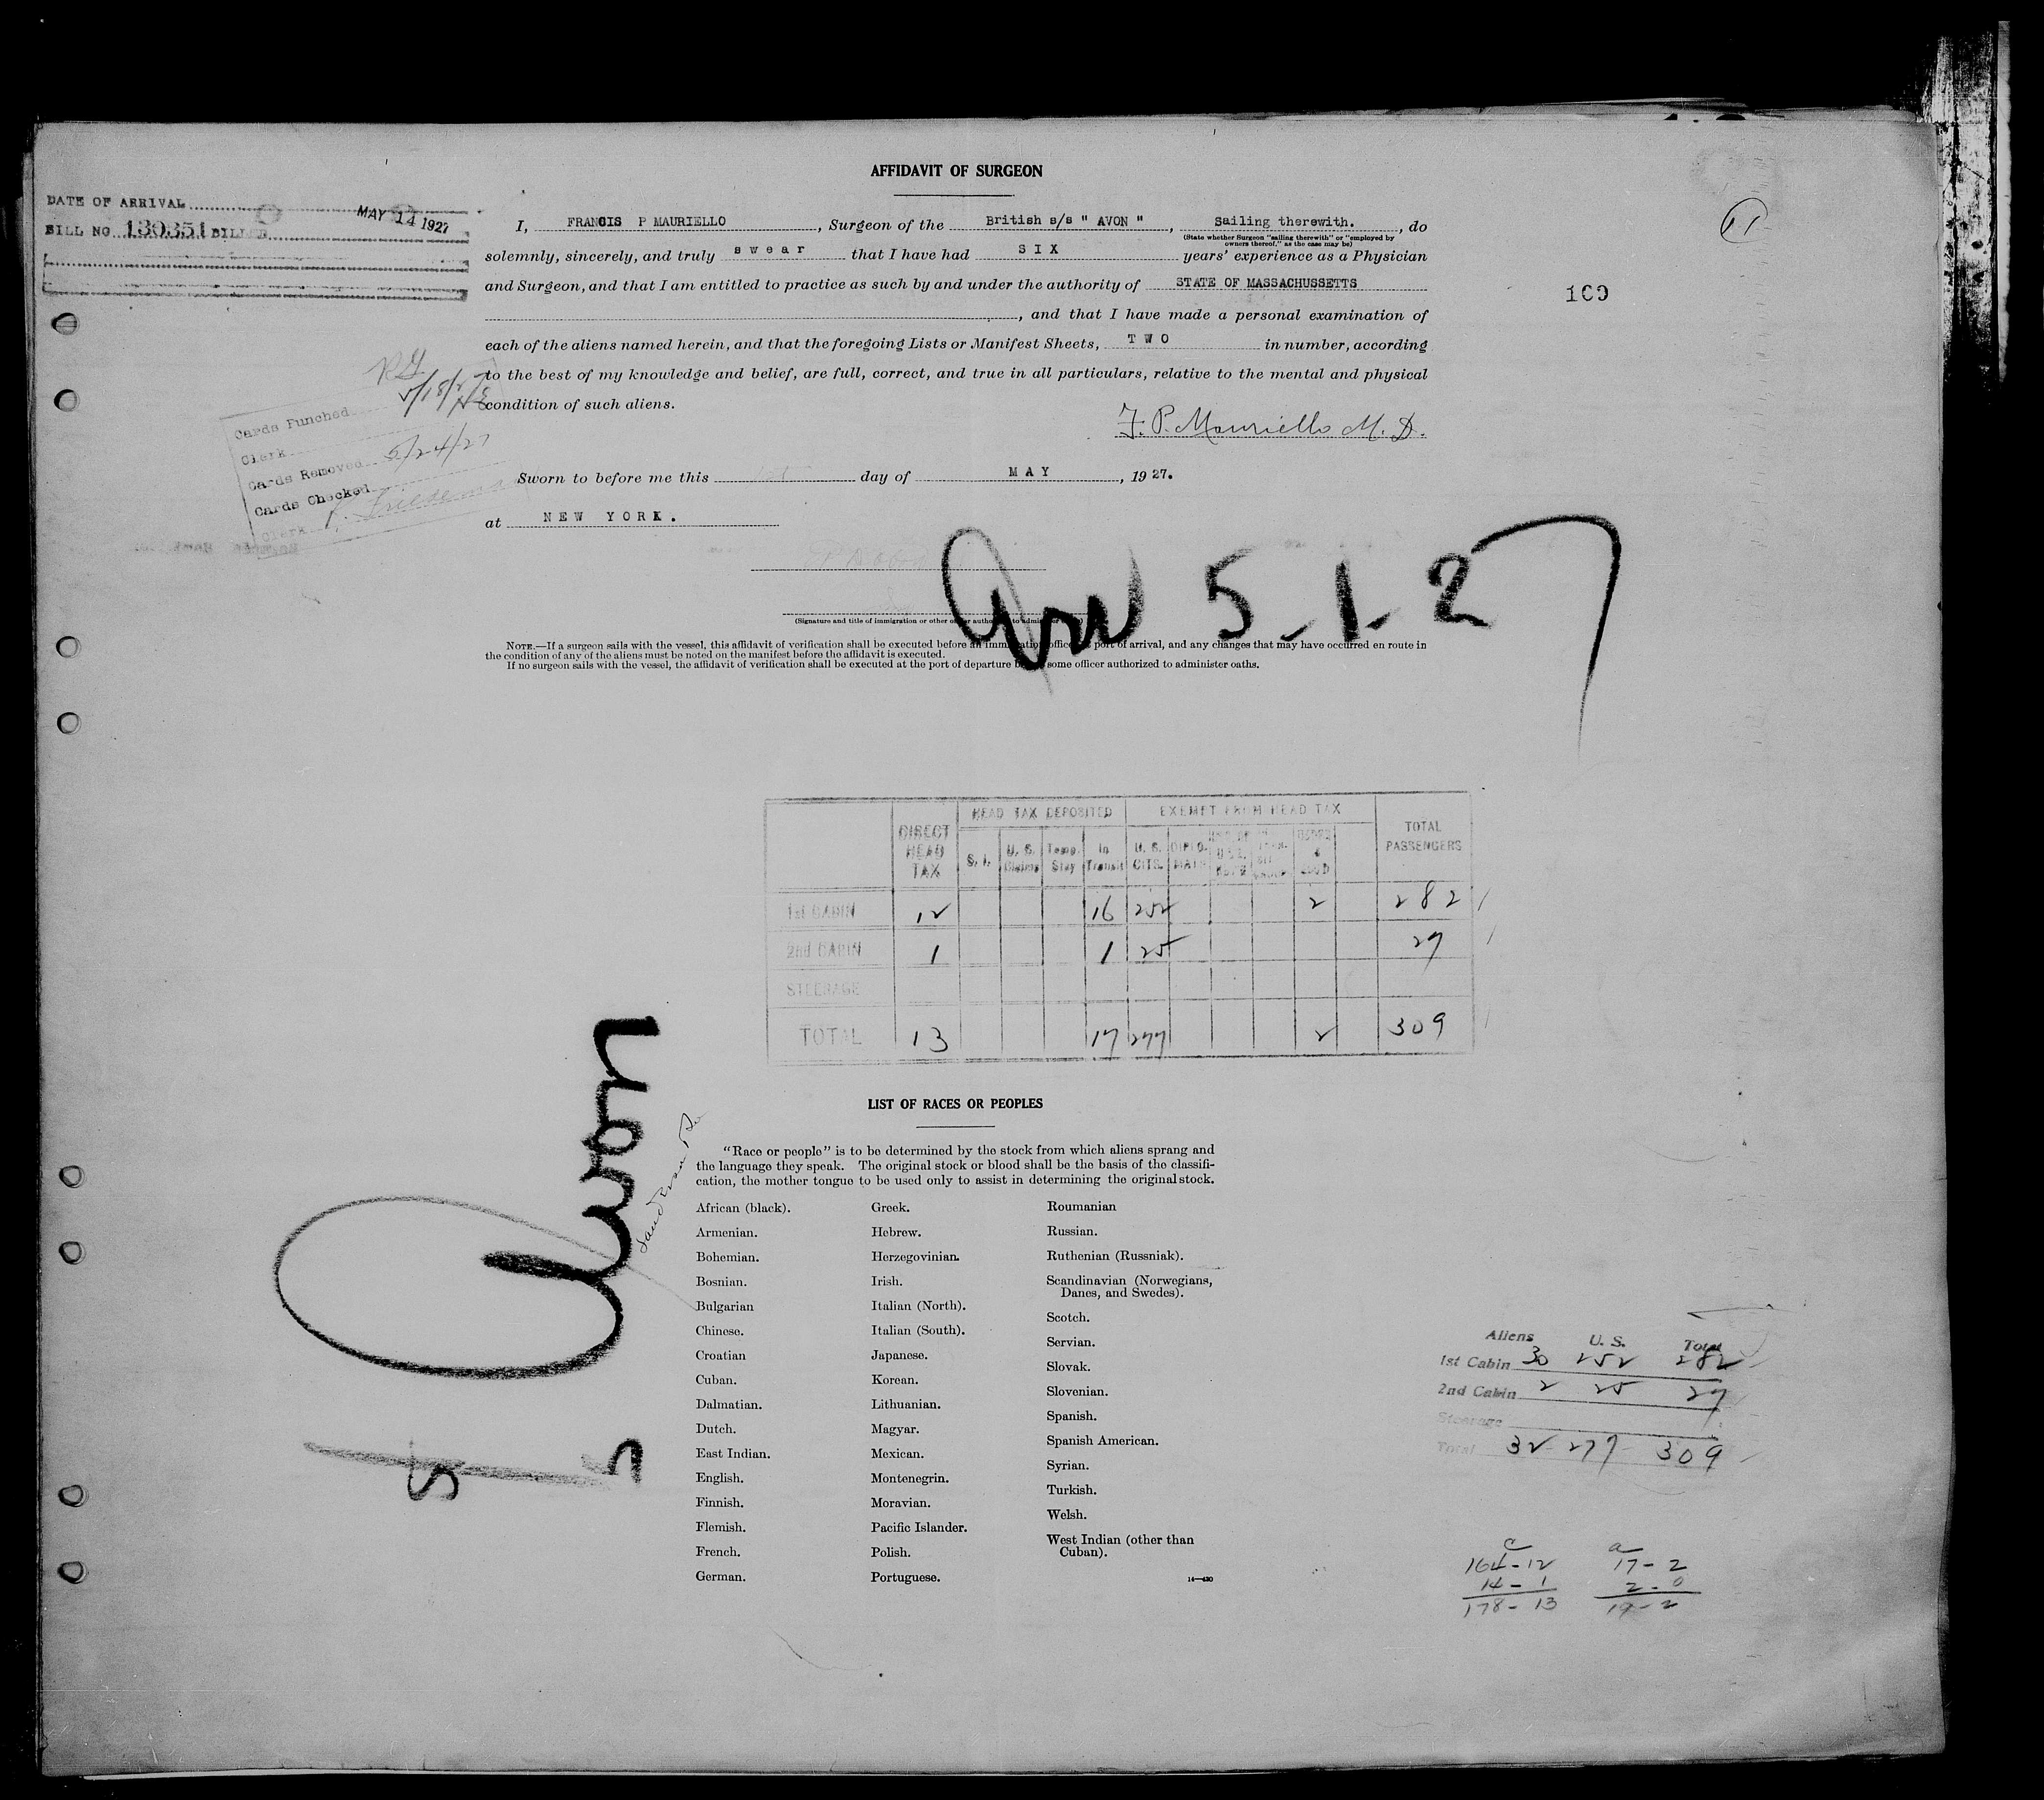 AFFIDAVIT OF SURGEON
DATE OF ARRIVAL MAY 14 1927
BILL NO. 130351 BILLED
I, FRANCIS P MAURIELLO, Surgeon of the British s/s " AVON ", Sailing therewith., do
(State whether Surgeon "sailing therewith" or "employed by
owners thereof," as the case may be)
solemnly, sincerely, and truly swear that I have had SIX years' experience as a Physician
and Surgeon, and that I am entitled to practice as such by and under the authority of STATE OF MASSACHUSSETTS
, and that I have made a personal examination of
each of the aliens named herein, and that the foregoing Lists or Manifest Sheets, TWO in number, according
to the best of my knowledge and belief, are full, correct, and true in all particulars, relative to the mental and physical
condition of such aliens.
F. P. Mauriello M. D.
11
109
Cards Punched 5/18/27
Clerk
Cards Removed 5/24/27
Cards Checked
Clerk
Sworn to before me this day of MAY, 1927.
at NEW YORK.
5-1-27
(Signature and title of immigration or other officer authorized to administer
NOTE.—If a surgeon sails with the vessel, this affidavit of verification shall be executed before an immigration officer at port of arrival, and any changes that may have occurred en route in
the condition of any of the aliens must be noted on the manifest before the affidavit is executed.
If no surgeon sails with the vessel, the affidavit of verification shall be executed at the port of departure before some officer authorized to administer oaths.
DIRECT HEAD TAX HEAD TAX DEPOSITED EXEMPT FROM HEAD TAX TOTAL PASSENGERS
S. I. U. S. Claims Temp. Stay In Transit U. S. CITS. DIPLO-MATS
1st CABIN 12 16 252 2 282
2nd CABIN 1 1 25 27
STEERAGE
TOTAL 13 17 277 2 309
S/S Avon
LIST OF RACES OR PEOPLES
"Race or people" is to be determined by the stock from which aliens sprang and
the language they speak. The original stock or blood shall be the basis of the classifi-
cation, the mother tongue to be used only to assist in determining the original stock.
African (black).
Armenian.
Bohemian.
Bosnian.
Bulgarian
Chinese.
Croatian
Cuban.
Dalmatian.
Dutch.
East Indian.
English.
Finnish.
Flemish.
French.
German.
Greek.
Hebrew.
Herzegovinian.
Irish.
Italian (North).
Italian (South).
Japanese.
Korean.
Lithuanian.
Magyar.
Mexican.
Montenegrin.
Moravian.
Pacific Islander.
Polish.
Portuguese.
Roumanian
Russian.
Ruthenian (Russniak).
Scandinavian (Norwegians,
Danes, and Swedes).
Scotch.
Servian.
Slovak.
Slovenian.
Spanish.
Spanish American.
Syrian.
Turkish.
Welsh.
West Indian (other than
Cuban).
14—430
Aliens U. S. Total
1st Cabin 30 252 282
2nd Cabin 2 25 27
Steerage
Total 32 277 309
c a
164-12 17-2
14-1 2-0
178-13 19-2